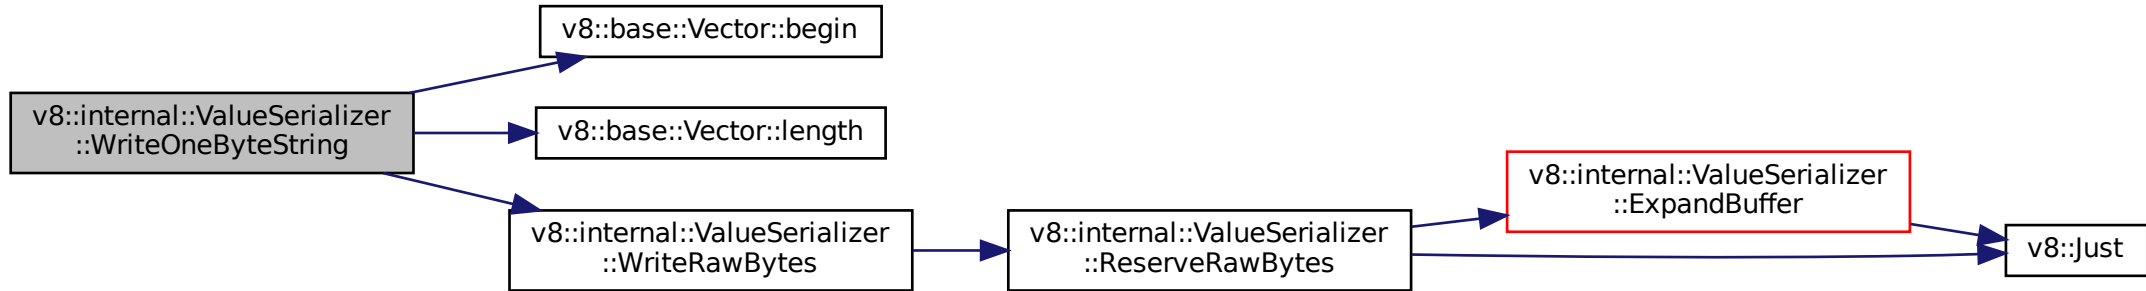 v8::base::Vector::begin
v8::internal::ValueSerializer
::WriteOneByteString
v8::base::Vector::length
v8::internal::ValueSerializer
::WriteRawBytes
v8::internal::ValueSerializer
::ReserveRawBytes
v8::internal::ValueSerializer
::ExpandBuffer
v8::Just